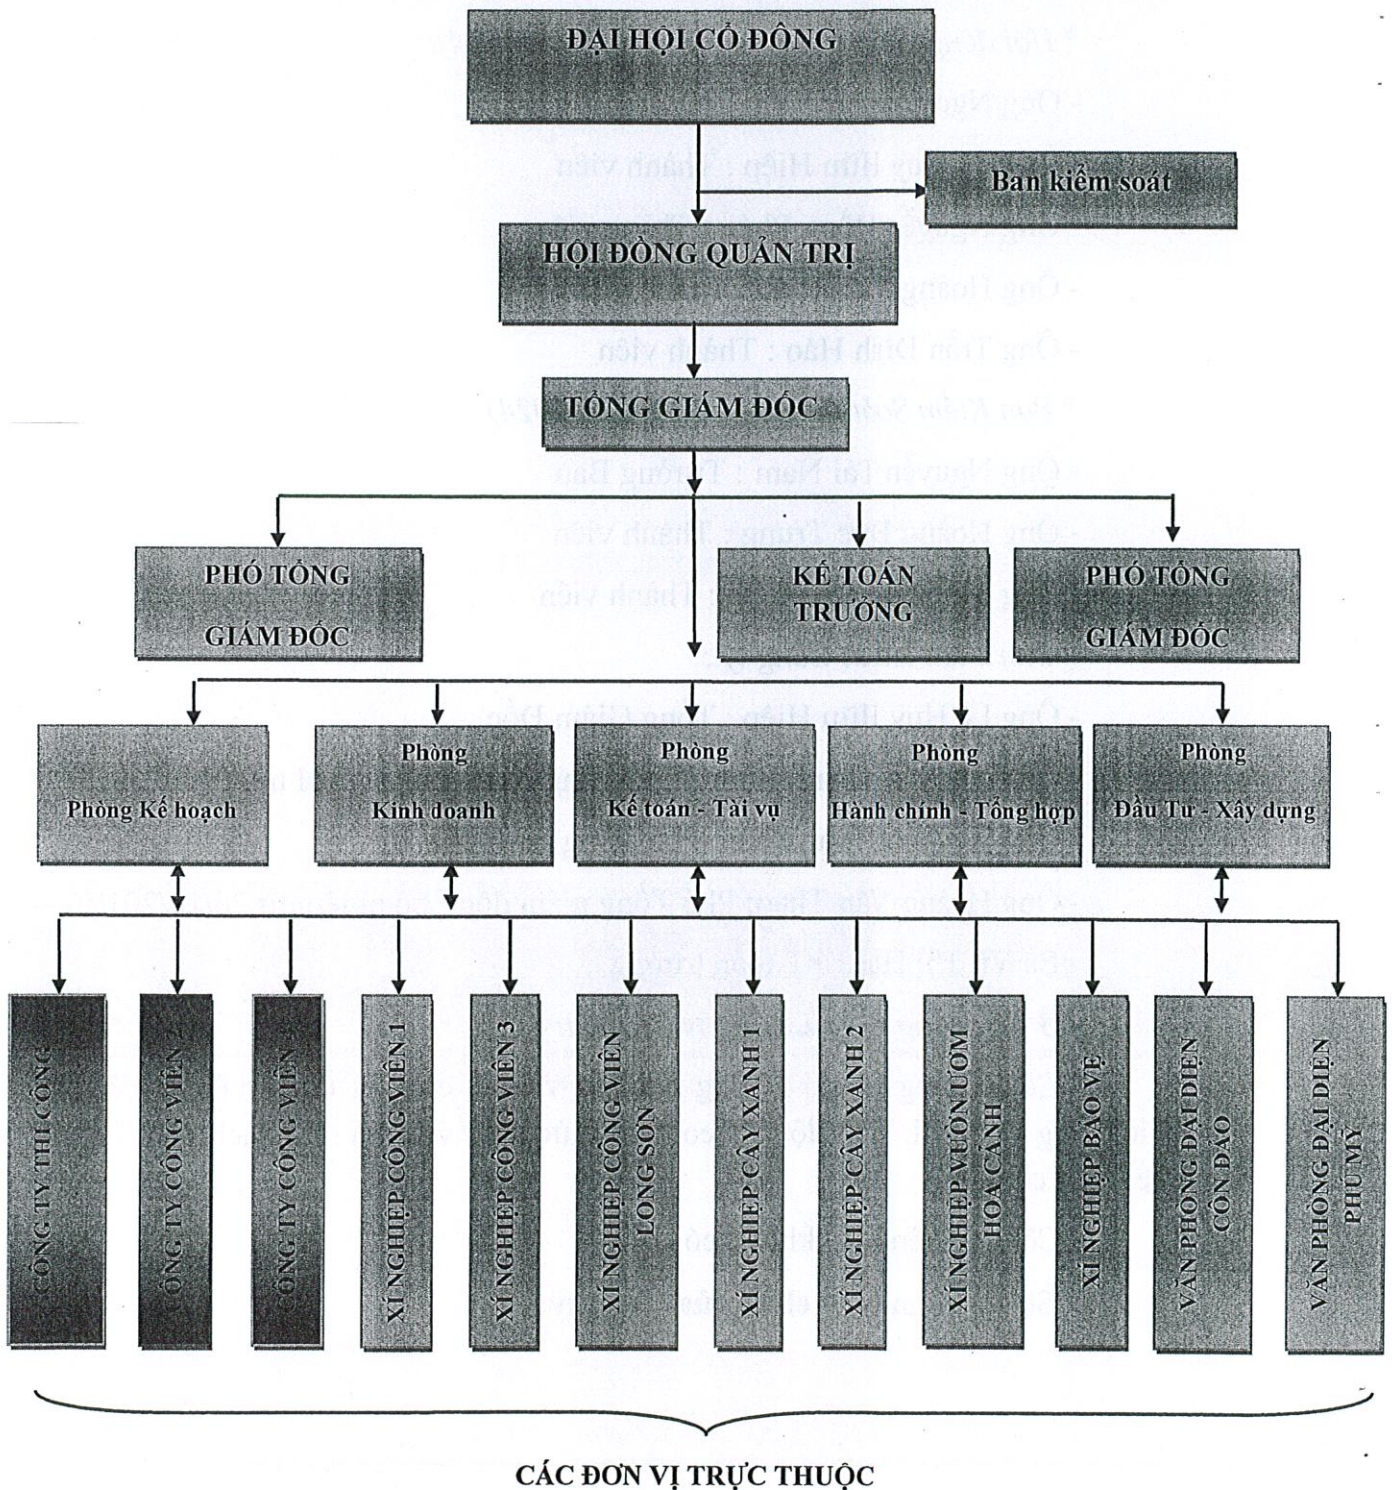 ĐẠI HỘI CỔ ĐÔNG
Ban kiểm soát
HỘI ĐỒNG QUẢN TRỊ
TỔNG GIÁM ĐỐC
PHÓ TỔNG
GIÁM ĐỐC
KẾ TOÁN
TRƯỞNG
PHÓ TỔNG
GIÁM ĐỐC
Phòng Kế hoạch
Phòng
Kinh doanh
Phòng
Kế toán - Tài vụ
Phòng
Hành chính - Tổng hợp
Phòng
Đầu Tư - Xây dựng
CÔNG TY THI CÔNG
CÔNG TY CÔNG VIÊN 2
CÔNG TY CÔNG VIÊN
XÍ NGHIỆP CÔNG VIÊN 1
XÍ NGHIỆP CÔNG VIÊN 3
XÍ NGHIỆP CÔNG VIÊN
LONG SƠN
XÍ NGHIỆP CÂY XANH 1
XÍ NGHIỆP CÂY XANH 2
XÍ NGHIỆP VƯỜN ƯƠM
HOA CẢNH
XÍ NGHIỆP BẢO VỆ
VĂN PHÒNG ĐẠI DIỆN
CÔN ĐẢO
VĂN PHÒNG ĐẠI DIỆN
PHÚ MỸ
CÁC ĐƠN VỊ TRỰC THUỘC